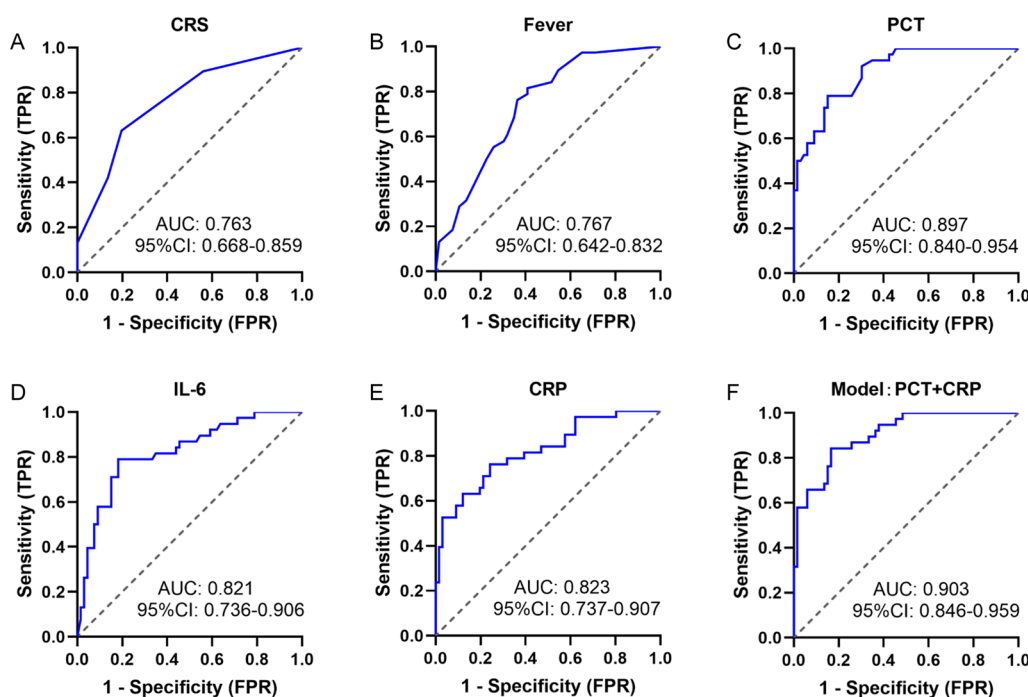 A
CRS
Sensitivity (TPR)
1.0
0.8
0.6
0.4
0.2
0.0
AUC: 0.763
95%CI: 0.668-0.859
0.0 0.2 0.4 0.6 0.8 1.0
1 - Specificity (FPR)
B
Fever
Sensitivity (TPR)
1.0
0.8
0.6
0.4
0.2
0.0
AUC: 0.767
95%CI: 0.642-0.832
0.0 0.2 0.4 0.6 0.8 1.0
1 - Specificity (FPR)
C
PCT
Sensitivity (TPR)
1.0
0.8
0.6
0.4
0.2
0.0
AUC: 0.897
95%CI: 0.840-0.954
0.0 0.2 0.4 0.6 0.8 1.0
1 - Specificity (FPR)
D
IL-6
Sensitivity (TPR)
1.0
0.8
0.6
0.4
0.2
0.0
AUC: 0.821
95%CI: 0.736-0.906
0.0 0.2 0.4 0.6 0.8 1.0
1 - Specificity (FPR)
E
CRP
Sensitivity (TPR)
1.0
0.8
0.6
0.4
0.2
0.0
AUC: 0.823
95%CI: 0.737-0.907
0.0 0.2 0.4 0.6 0.8 1.0
1 - Specificity (FPR)
F
Model: PCT+CRP
Sensitivity (TPR)
1.0
0.8
0.6
0.4
0.2
0.0
AUC: 0.903
95%CI: 0.846-0.959
0.0 0.2 0.4 0.6 0.8 1.0
1 - Specificity (FPR)